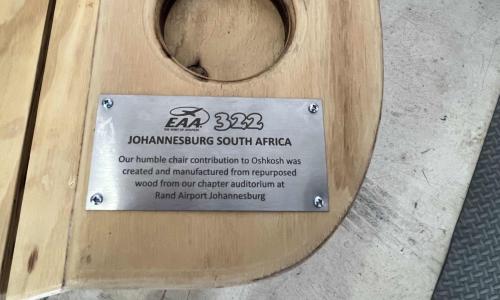 EAA 322
THE SPIRIT OF AVIATION
JOHANNESBURG SOUTH AFRICA
Our humble chair contribution to Oshkosh was
created and manufactured from repurposed
wood from our chapter auditorium at
Rand Airport Johannesburg